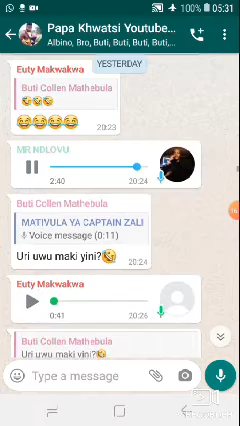 100% 05:31
Papa Khwatsi Youtube...
Albino, Bro, Buti, Buti, Buti, Buti,...
YESTERDAY
Euty Makwakwa
Buti Collen Mathebula
🤣🤣🤣
😂😂😂😂
20:23
MR NDLOVU
2:40 20:24
Buti Collen Mathebula
MATIVULA YA CAPTAIN ZALI
Voice message (0:11)
Uri uwu maki yini?🤣
20:24
Euty Makwakwa
0:41 20:26
Buti Collen Mathebula
Uri uwu maki yini?🤣
Type a message